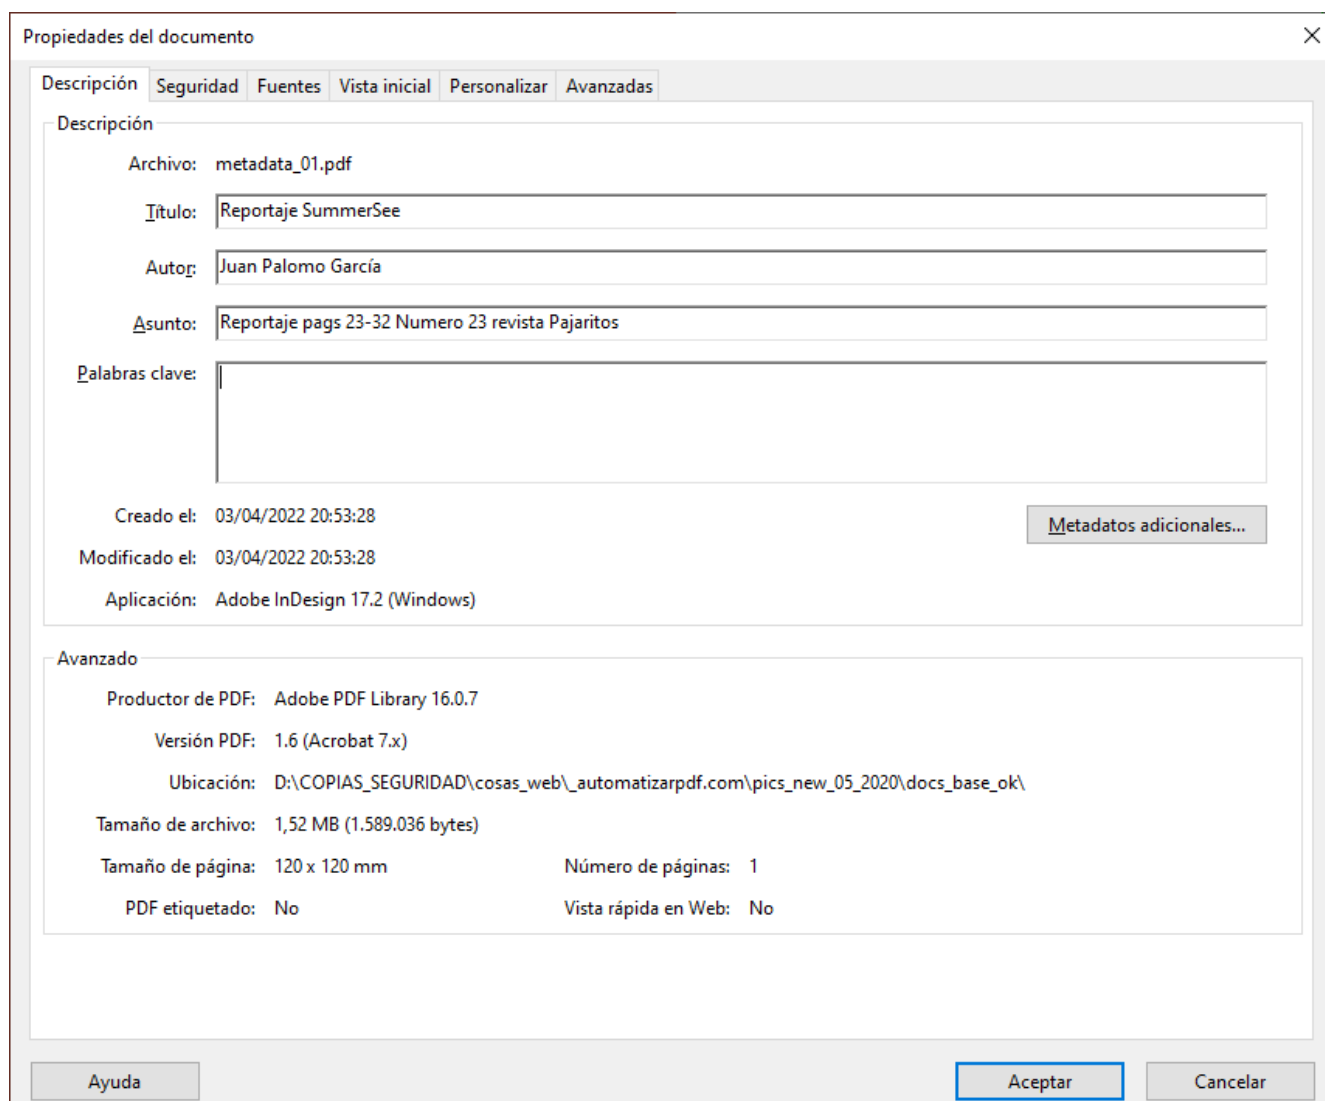 Propiedades del documento
Descripción Seguridad Fuentes Vista inicial Personalizar Avanzadas
Descripción
Archivo: metadata_01.pdf
Título: Reportaje SummerSee
Autor: Juan Palomo García
Asunto: Reportaje pags 23-32 Numero 23 revista Pajaritos
Palabras clave:
Creado el: 03/04/2022 20:53:28
Metadatos adicionales...
Modificado el: 03/04/2022 20:53:28
Aplicación: Adobe InDesign 17.2 (Windows)
Avanzado
Productor de PDF: Adobe PDF Library 16.0.7
Versión PDF: 1.6 (Acrobat 7.x)
Ubicación: D:\COPIAS_SEGURIDAD\cosas_web\_automatizarpdf.com\pics_new_05_2020\docs_base_ok\
Tamaño de archivo: 1,52 MB (1.589.036 bytes)
Tamaño de página: 120 x 120 mm Número de páginas: 1
PDF etiquetado: No Vista rápida en Web: No
Ayuda Aceptar Cancelar